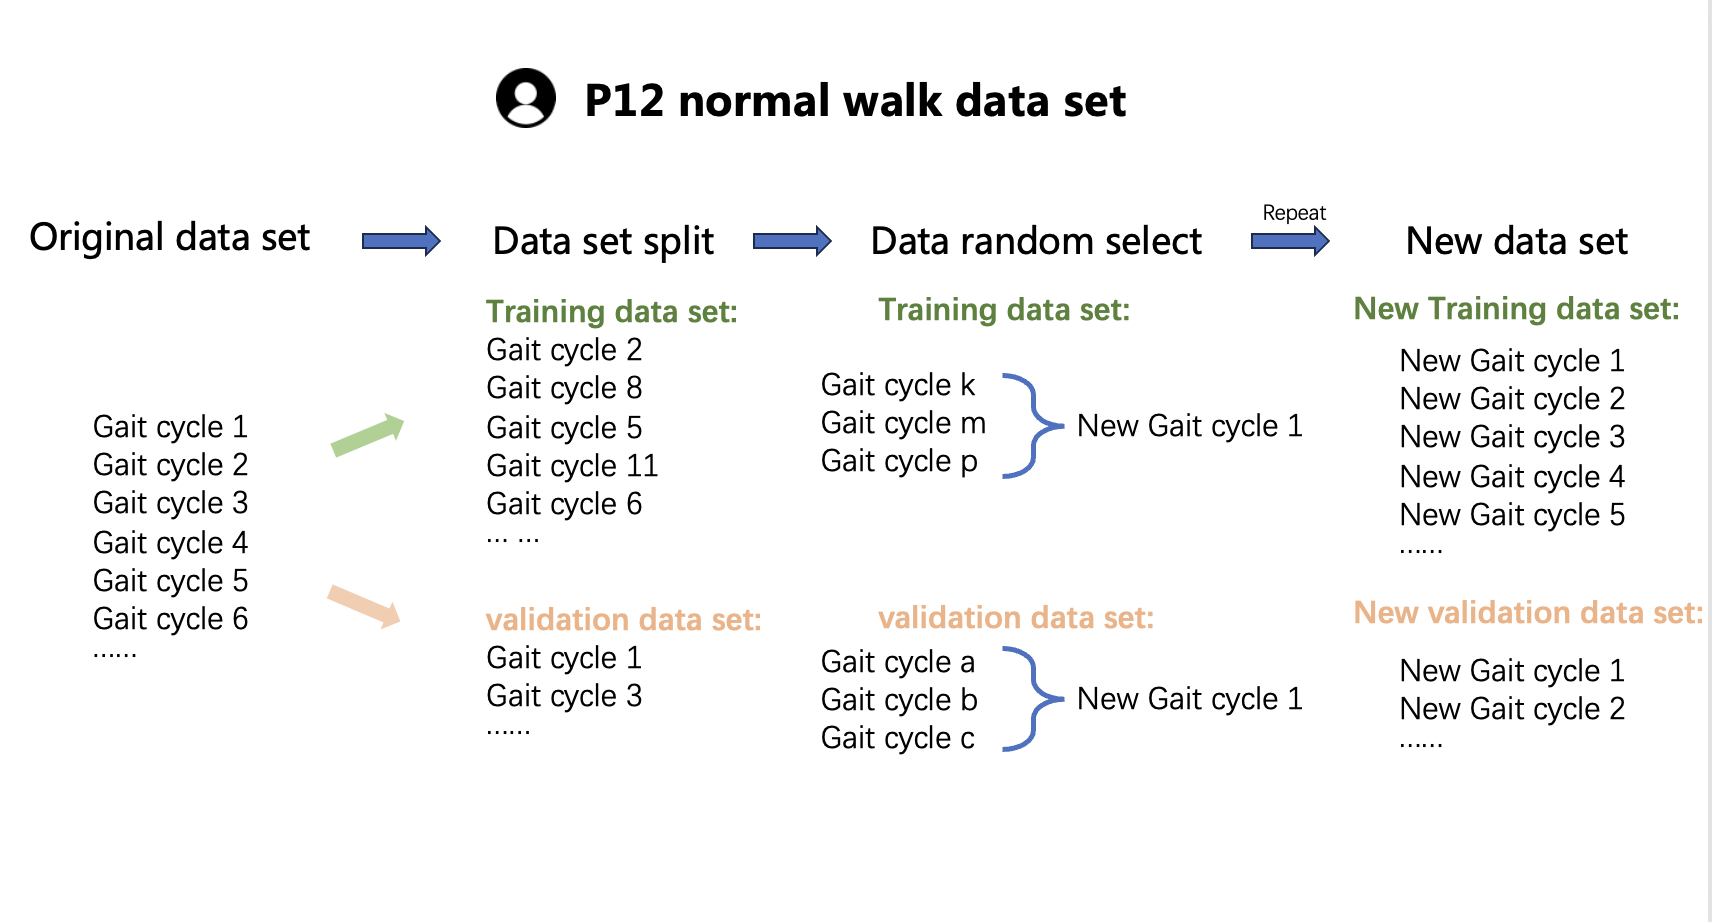 P12 normal walk data set
Original data set
Data set split
Data random select
Repeat
New data set
Gait cycle 1
Gait cycle 2
Gait cycle 3
Gait cycle 4
Gait cycle 5
Gait cycle 6
……
Training data set:
Gait cycle 2
Gait cycle 8
Gait cycle 5
Gait cycle 11
Gait cycle 6
... ...
validation data set:
Gait cycle 1
Gait cycle 3
……
Training data set:
Gait cycle k
Gait cycle m
Gait cycle p
New Gait cycle 1
validation data set:
Gait cycle a
Gait cycle b
Gait cycle c
New Gait cycle 1
New Training data set:
New Gait cycle 1
New Gait cycle 2
New Gait cycle 3
New Gait cycle 4
New Gait cycle 5
……
New validation data set:
New Gait cycle 1
New Gait cycle 2
……